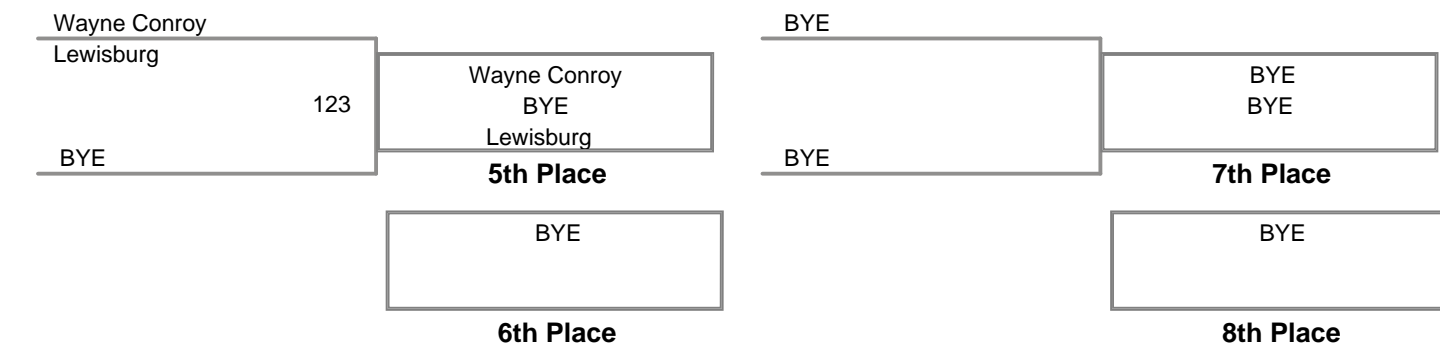 Wayne Conroy
Lewisburg
123
BYE
Wayne Conroy
BYE
Lewisburg
5th Place
BYE
6th Place
BYE
BYE
BYE
BYE
7th Place
BYE
8th Place